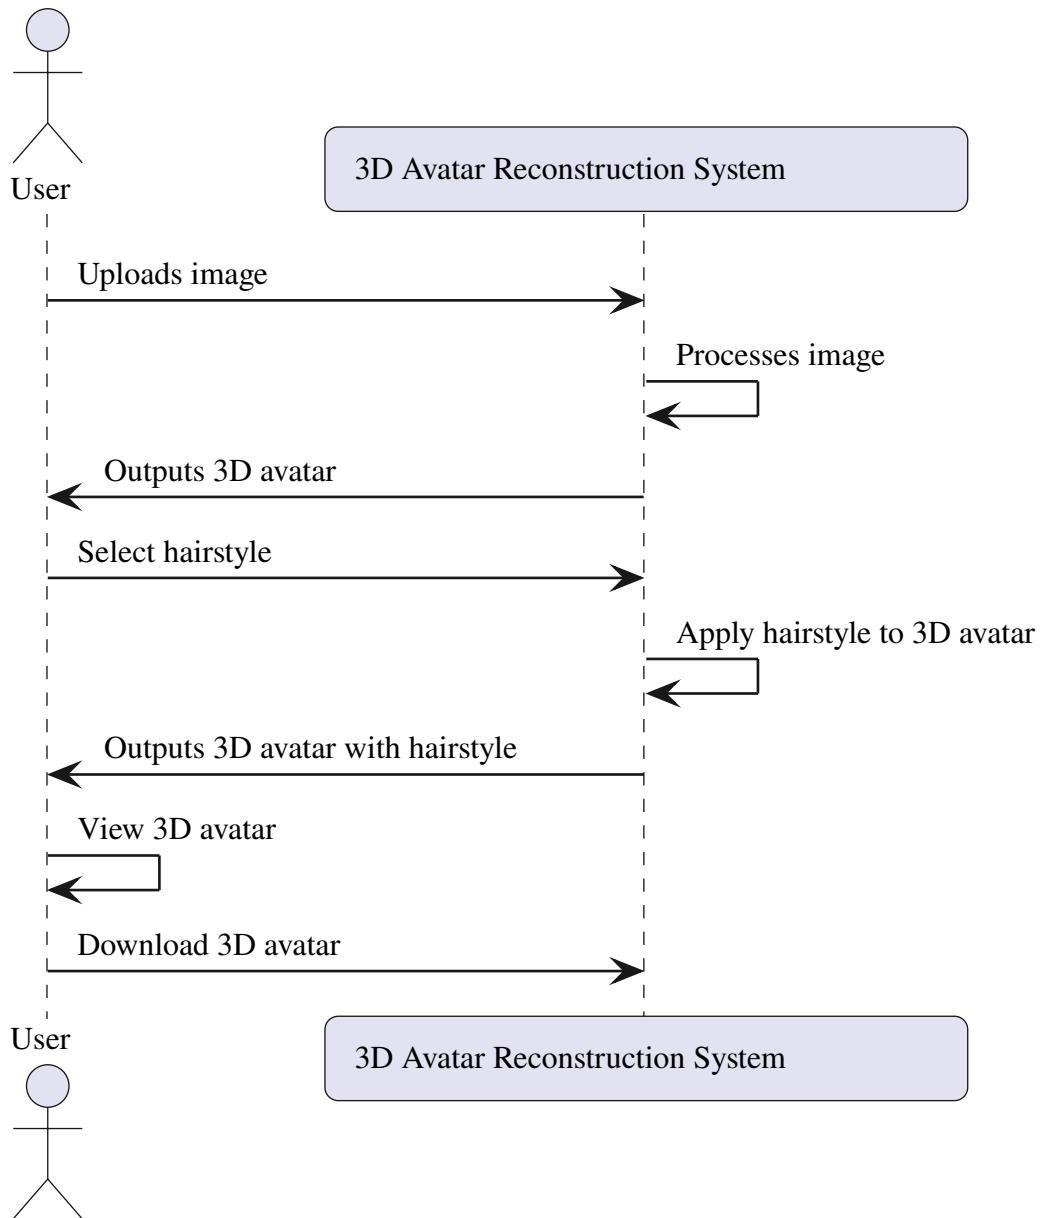 User
3D Avatar Reconstruction System
Uploads image
Processes image
Outputs 3D avatar
Select hairstyle
Apply hairstyle to 3D avatar
Outputs 3D avatar with hairstyle
View 3D avatar
Download 3D avatar
User
3D Avatar Reconstruction System